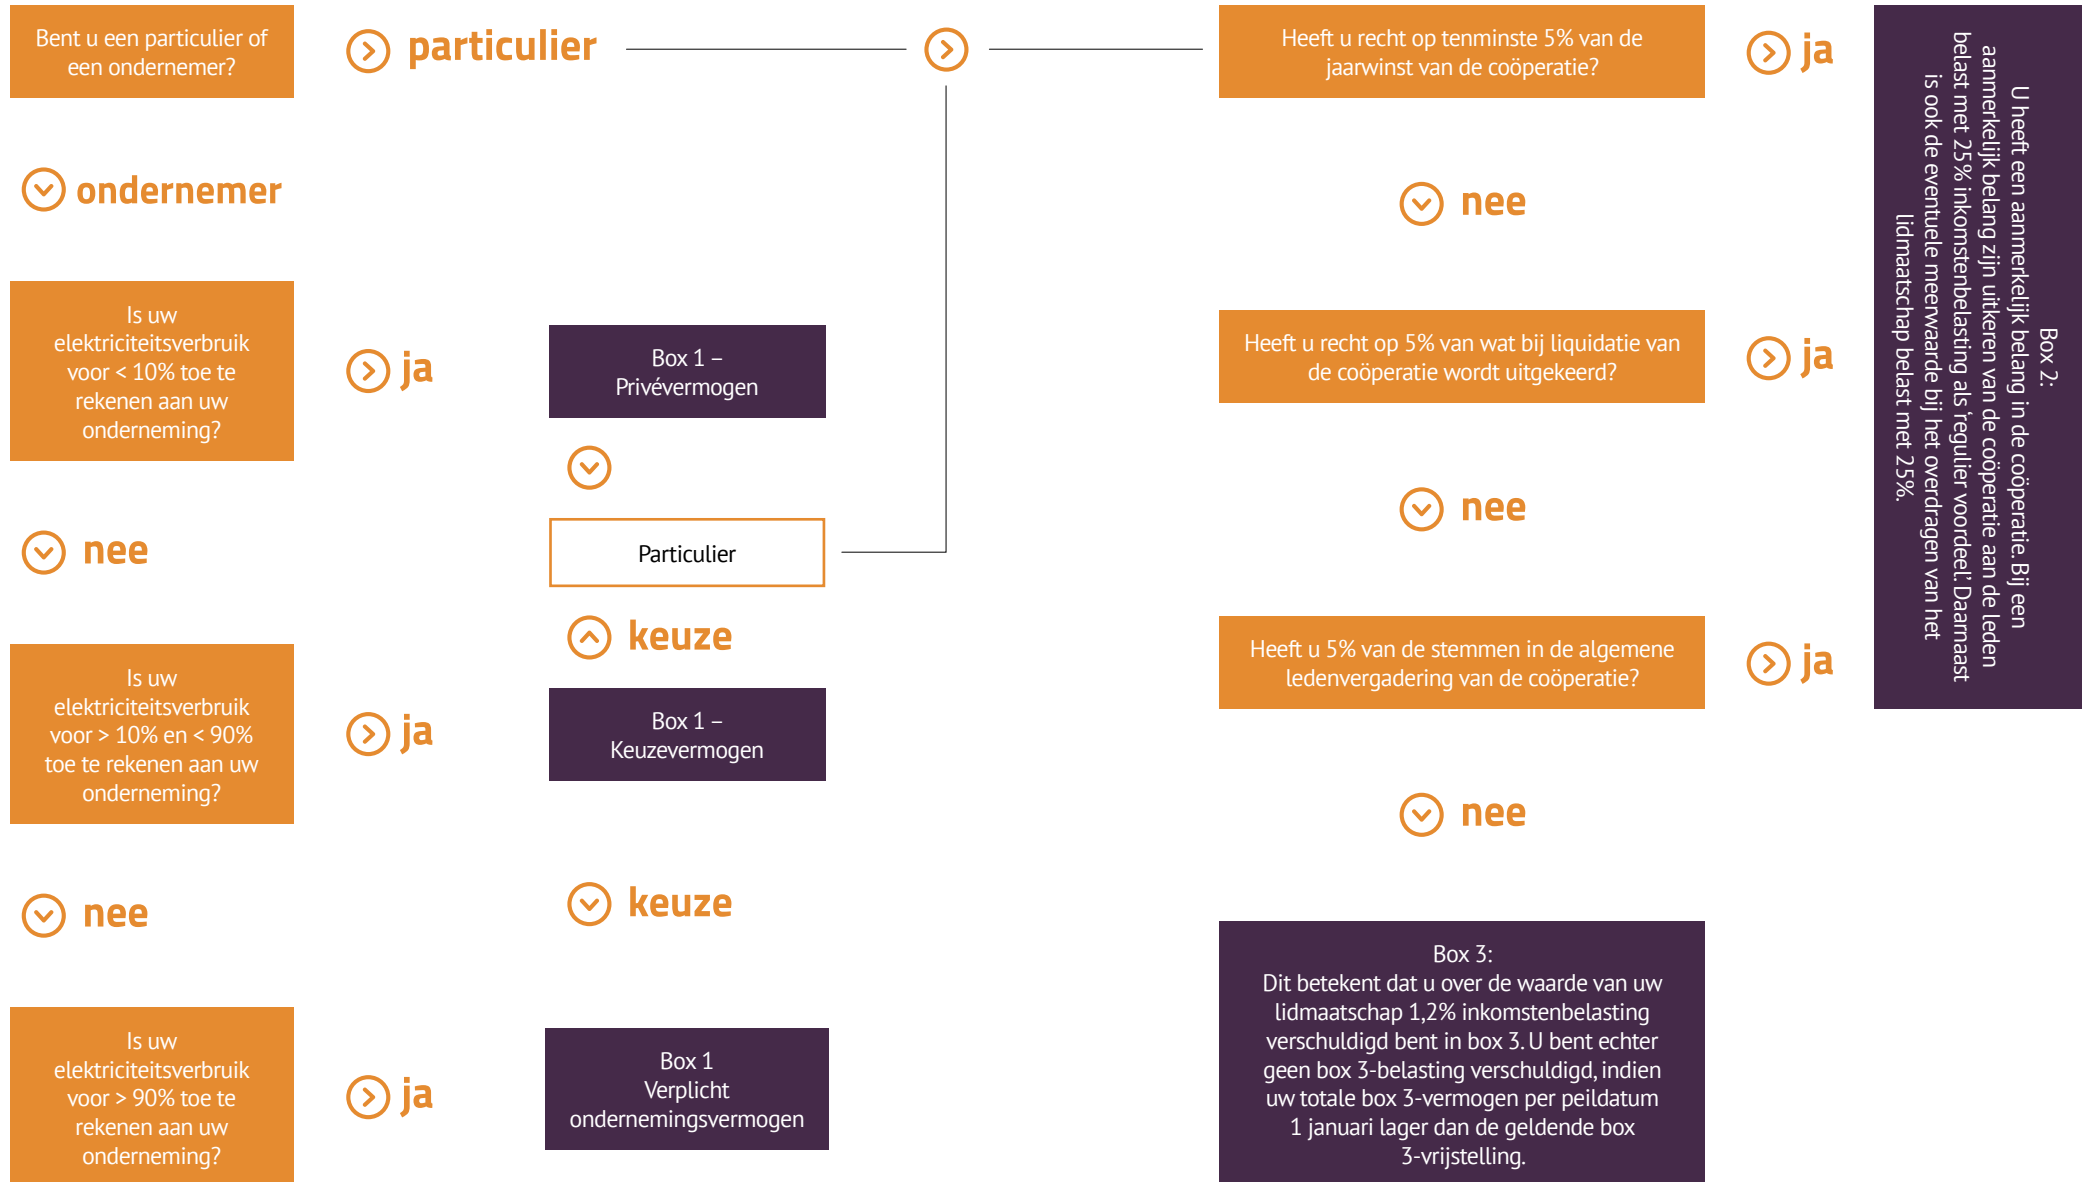 Bent u een particulier of
een ondernemer?
particulier
ondernemer
Is uw
elektriciteitsverbruik
voor < 10% toe te
rekenen aan uw
onderneming?
ja
Box 1 –
Privévermogen
Particulier
nee
keuze
Is uw
elektriciteitsverbruik
voor > 10% en < 90%
toe te rekenen aan uw
onderneming?
ja
Box 1 –
Keuzevermogen
nee
keuze
Is uw
elektriciteitsverbruik
voor > 90% toe te
rekenen aan uw
onderneming?
ja
Box 1
Verplicht
ondernemingsvermogen
Heeft u recht op tenminste 5% van de
jaarwinst van de coöperatie?
ja
nee
Heeft u recht op 5% van wat bij liquidatie van
de coöperatie wordt uitgekeerd?
ja
nee
Heeft u 5% van de stemmen in de algemene
ledenvergadering van de coöperatie?
ja
nee
Box 3:
Dit betekent dat u over de waarde van uw
lidmaatschap 1,2% inkomstenbelasting
verschuldigd bent in box 3. U bent echter
geen box 3-belasting verschuldigd, indien
uw totale box 3-vermogen per peildatum
1 januari lager dan de geldende box
3-vrijstelling.
Box 2:
U heeft een aanmerkelijk belang in de coöperatie. Bij een
aanmerkelijk belang zijn uitkeren van de coöperatie aan de leden
belast met 25% inkomstenbelasting als ‘regulier voordeel’. Daarnaast
is ook de eventuele meerwaarde bij het overdragen van het
lidmaatschap belast met 25%.